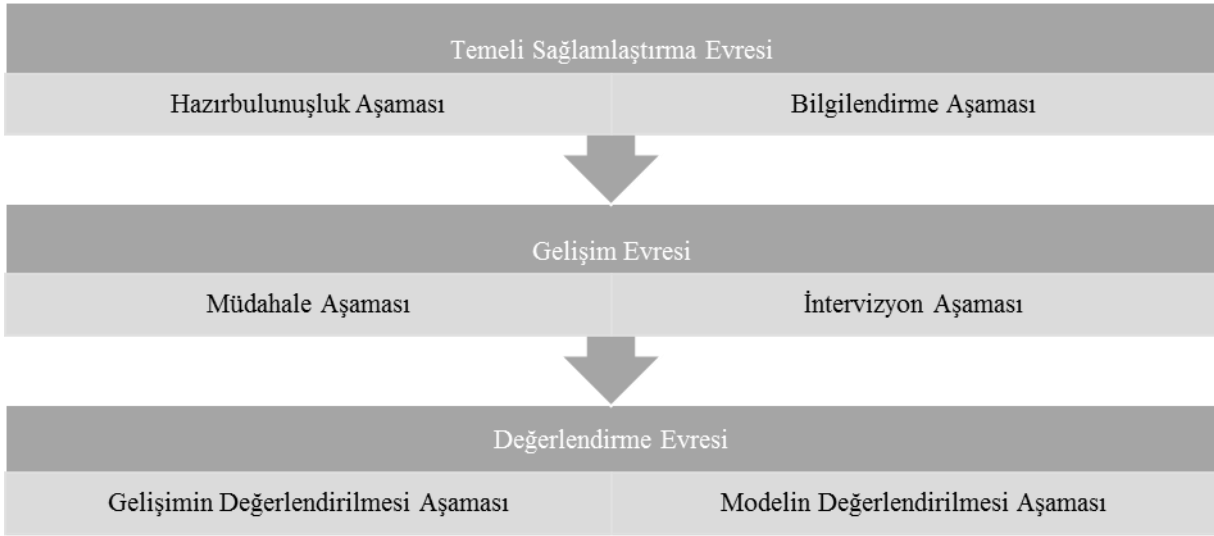 Temeli Sağlamlaştırma Evresi
Hazırbulunuşluk Aşaması
Bilgilendirme Aşaması
Gelişim Evresi
Müdahale Aşaması
İntervizyon Aşaması
Değerlendirme Evresi
Gelişimin Değerlendirilmesi Aşaması
Modelin Değerlendirilmesi Aşaması